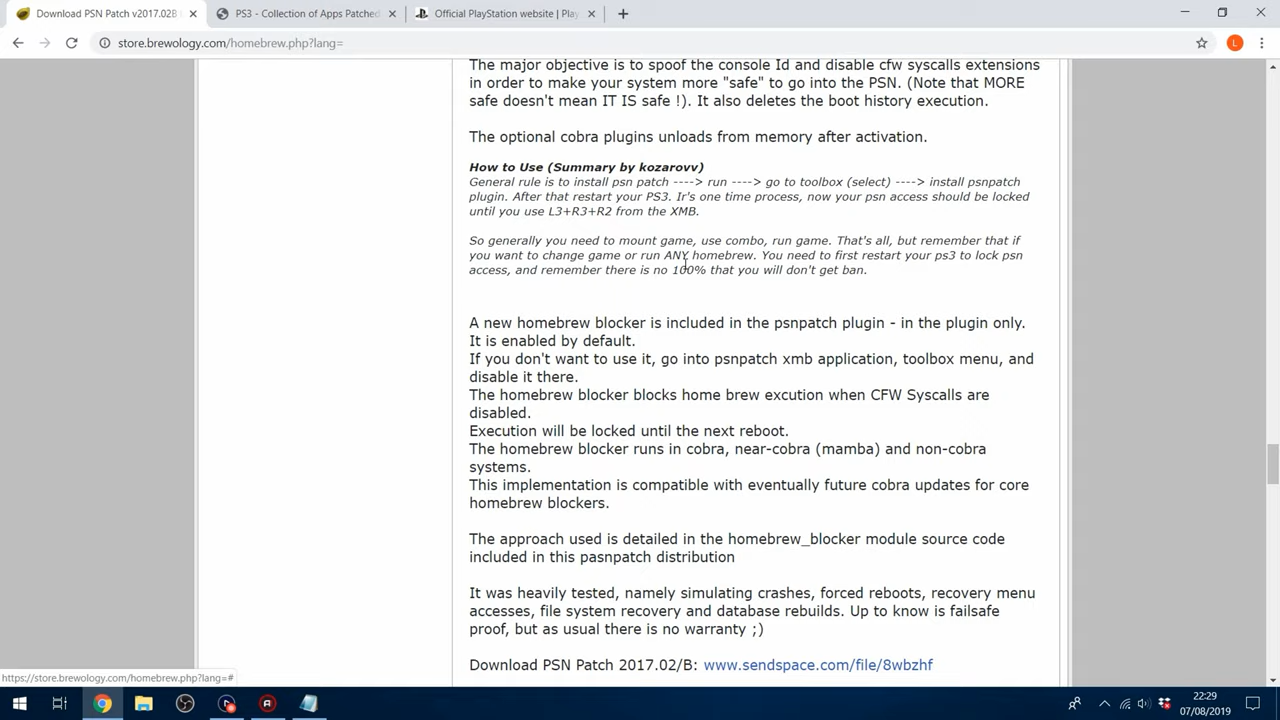 Download PSN Patch v2017.02B
PS3 - Collection of Apps Patched
Official PlayStation website | Play
store.brewology.com/homebrew.php?lang=
L
The major objective is to spoof the console Id and disable cfw syscalls extensions
in order to make your system more "safe" to go into the PSN. (Note that MORE
safe doesn't mean IT IS safe !). It also deletes the boot history execution.
The optional cobra plugins unloads from memory after activation.
How to Use (Summary by kozarovv)
General rule is to install psn patch ----> run ----> go to toolbox (select) ----> install psnpatch
plugin. After that restart your PS3. Ir's one time process, now your psn access should be locked
until you use L3+R3+R2 from the XMB.
So generally you need to mount game, use combo, run game. That's all, but remember that if
you want to change game or run ANY homebrew. You need to first restart your ps3 to lock psn
access, and remember there is no 100% that you will don't get ban.
A new homebrew blocker is included in the psnpatch plugin - in the plugin only.
It is enabled by default.
If you don't want to use it, go into psnpatch xmb application, toolbox menu, and
disable it there.
The homebrew blocker blocks home brew excution when CFW Syscalls are
disabled.
Execution will be locked until the next reboot.
The homebrew blocker runs in cobra, near-cobra (mamba) and non-cobra
systems.
This implementation is compatible with eventually future cobra updates for core
homebrew blockers.
The approach used is detailed in the homebrew_blocker module source code
included in this pasnpatch distribution
It was heavily tested, namely simulating crashes, forced reboots, recovery menu
accesses, file system recovery and database rebuilds. Up to know is failsafe
proof, but as usual there is no warranty ;)
Download PSN Patch 2017.02/B: www.sendspace.com/file/8wbzhf
https://store.brewology.com/homebrew.php?lang=#
22:29
07/08/2019